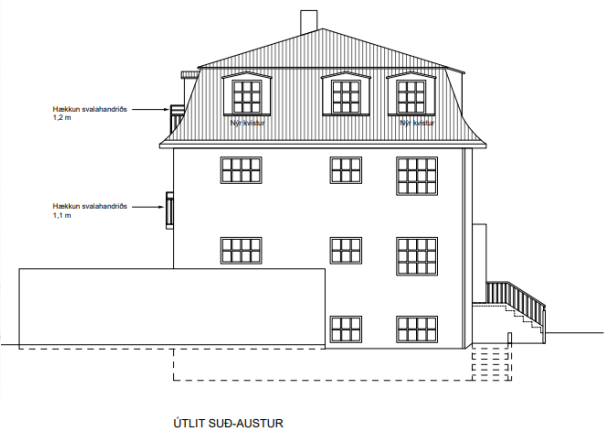 Hækkun svalahandriðs
1,2 m
Nýr kvistur
Nýr kvistur
Hækkun svalahandriðs
1,1 m
ÚTLIT SUÐ-AUSTUR